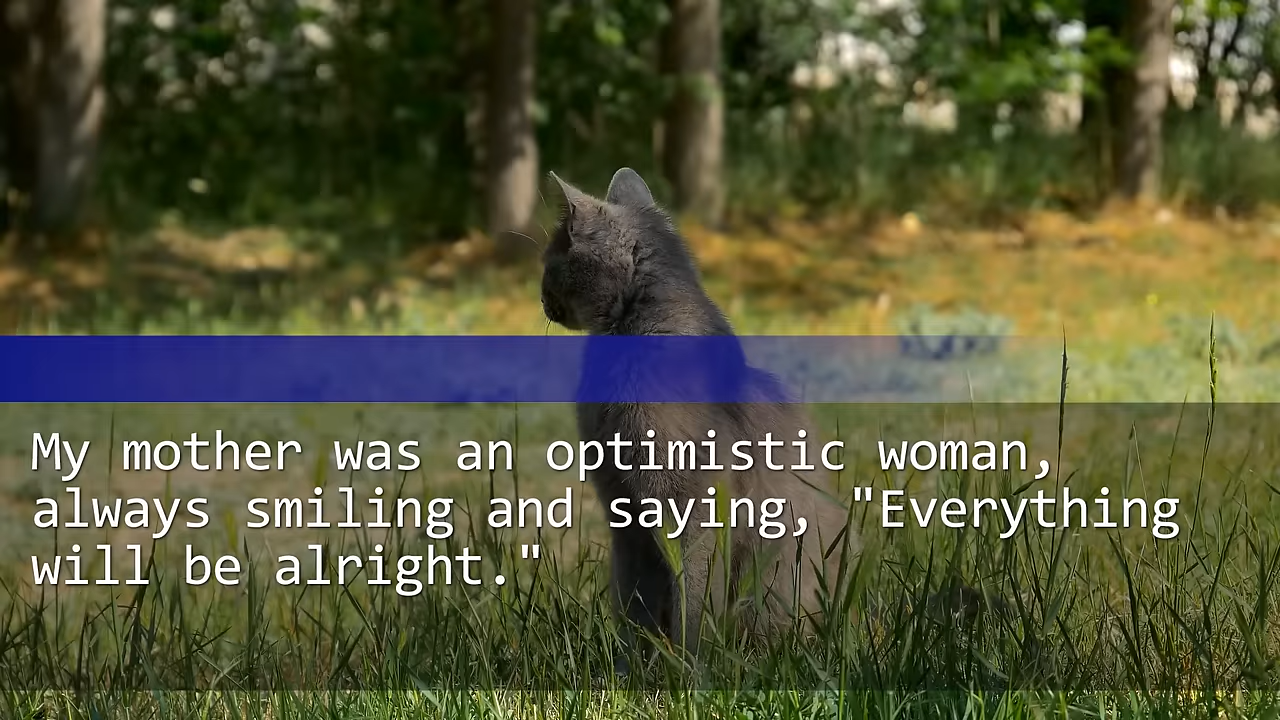 My mother was an optimistic woman,
always smiling and saying, "Everything
will be alright."